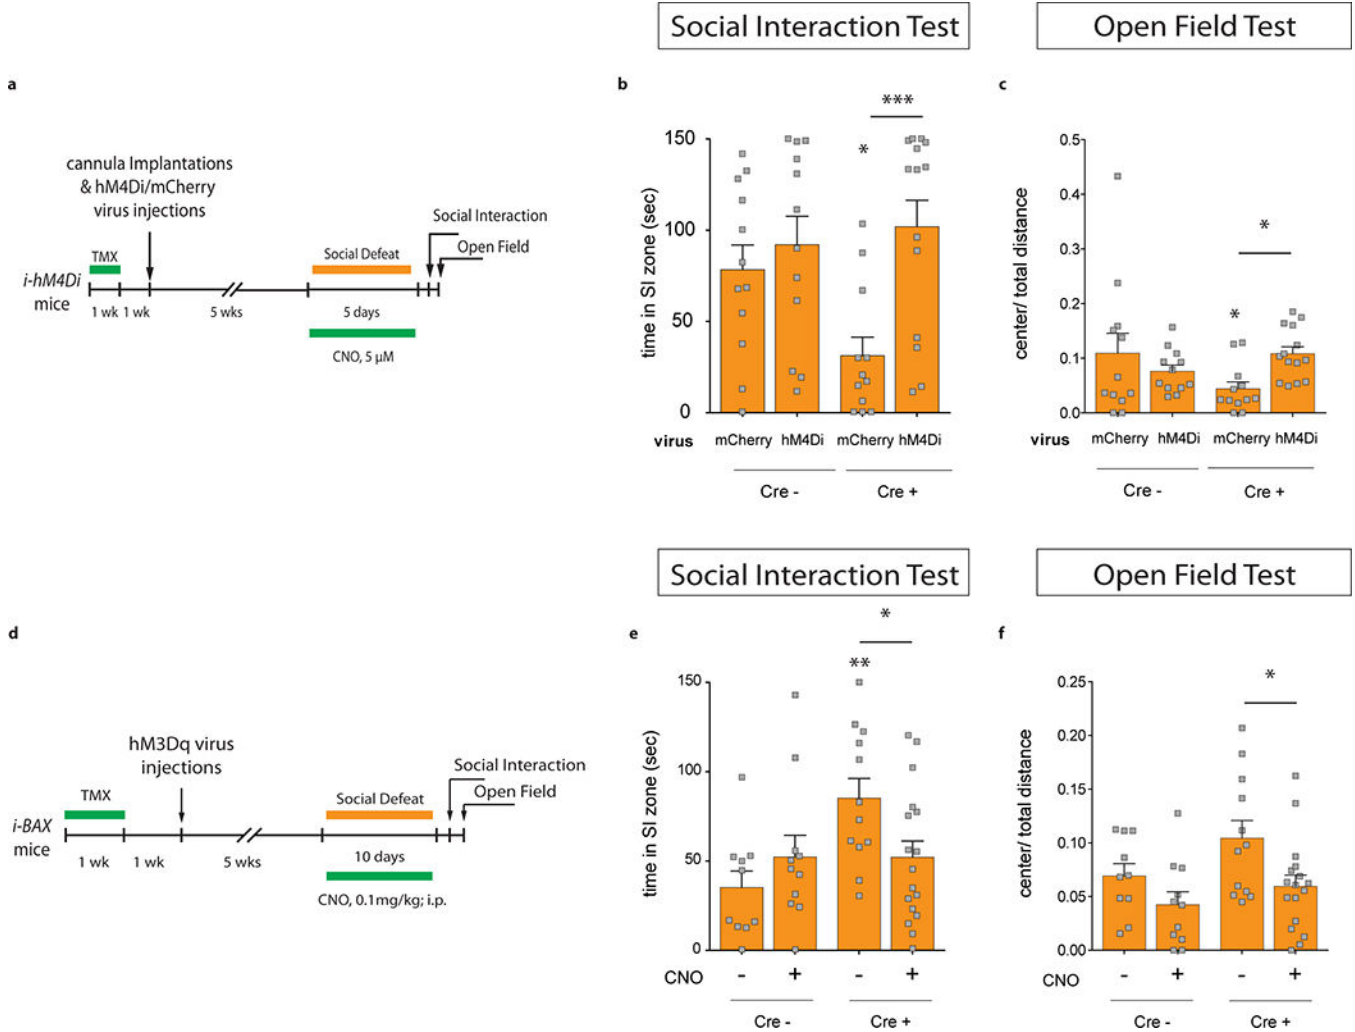 Social Interaction Test
Open Field Test
a
cannula Implantations
& hM4Di/mCherry
virus injections
Social Interaction
Open Field
TMX
Social Defeat
i-hM4Di
mice
1 wk
1 wk
5 wks
5 days
CNO, 5 µM
b
***
*
time in SI zone (sec)
150
100
50
0
virus
mCherry
hM4Di
mCherry
hM4Di
Cre -
Cre +
c
*
*
center/ total distance
0.5
0.4
0.3
0.2
0.1
0.0
virus
mCherry
hM4Di
mCherry
hM4Di
Cre -
Cre +
Social Interaction Test
Open Field Test
d
hM3Dq virus
injections
Social Interaction
Open Field
TMX
Social Defeat
i-BAX
mice
1 wk
1 wk
5 wks
10 days
CNO, 0.1mg/kg; i.p.
e
*
**
time in SI zone (sec)
150
100
50
0
CNO
-
+
-
+
Cre -
Cre +
f
*
center/ total distance
0.25
0.20
0.15
0.10
0.05
0.00
CNO
-
+
-
+
Cre -
Cre +